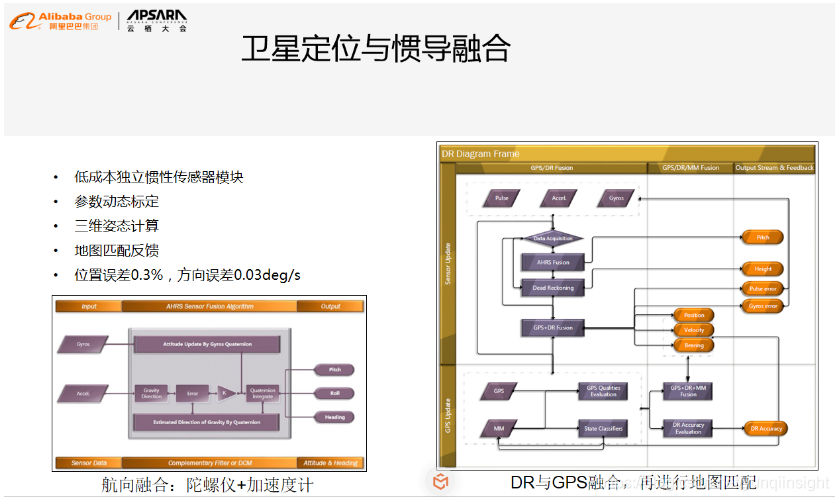 Alibaba Group
阿里巴巴集团
APSARA
云栖大会
卫星定位与惯导融合
• 低成本独立惯性传感器模块
• 参数动态标定
• 三维姿态计算
• 地图匹配反馈
• 位置误差0.3%，方向误差0.03deg/s
Input
AHRS Sensor Fusion Algorithm
Output
Gyros
Attitude Update By Gyros Quaternion
Accel.
Gravity Direction
Error
K
Quaternion Integrate
Pitch
Roll
Heading
Estimated Direction of Gravity By Quaternion
Sensor Data
Complementary Filter or DCM
Attitude & Heading
航向融合：陀螺仪+加速度计
DR Diagram Frame
GPS/DR Fusion
GPS/DR/MM Fusion
Output Stream & Feedback
Sensor Update
Pulse
Accel.
Gyros
Data Acquisition
Pitch
AHRS Fusion
Height
Dead Reckoning
Pulse error
Gyros error
GPS+DR Fusion
Position
Velocity
Bearing
GPS Update
GPS
GPS Qualities Evaluation
GPS+DR+MM Fusion
MM
State Classifiers
DR Accuracy Evaluation
DR Accuracy
DR与GPS融合，再进行地图匹配